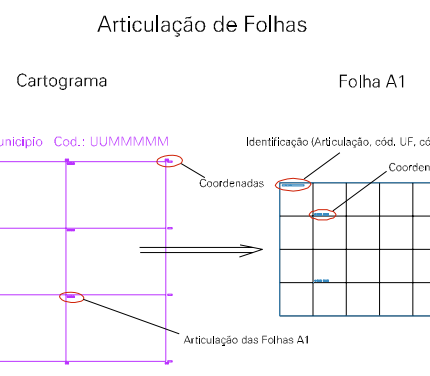 Articulação de Folhas
Cartograma
Folha A1
unicípio Cod.: UUMMMMM
Identificação (Articulação, cód. UF, có
Coordenadas
Coorden
Articulação das Folhas A1